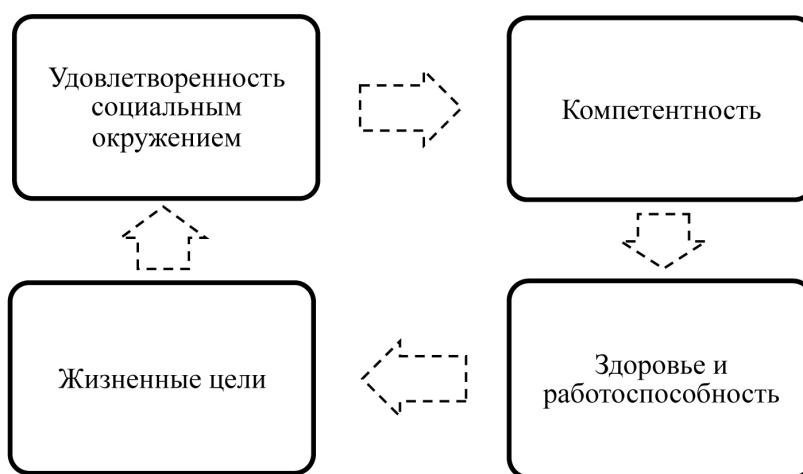 Удовлетворенность
социальным
окружением
Компетентность
Здоровье и
работоспособность
Жизненные цели